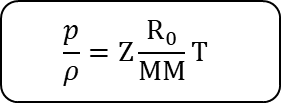 p/ρ = Z R₀/MM T